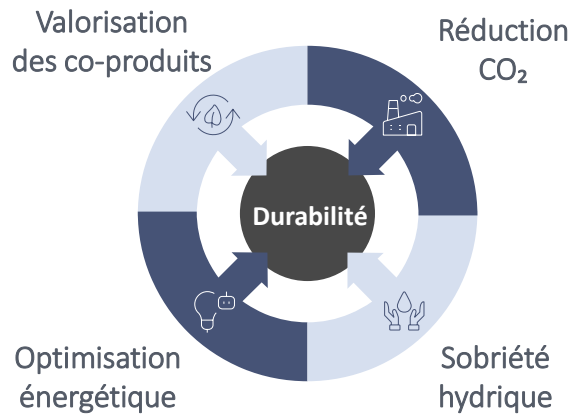 Valorisation
des co-produits
Réduction
CO₂
Durabilité
Optimisation
énergétique
Sobriété
hydrique